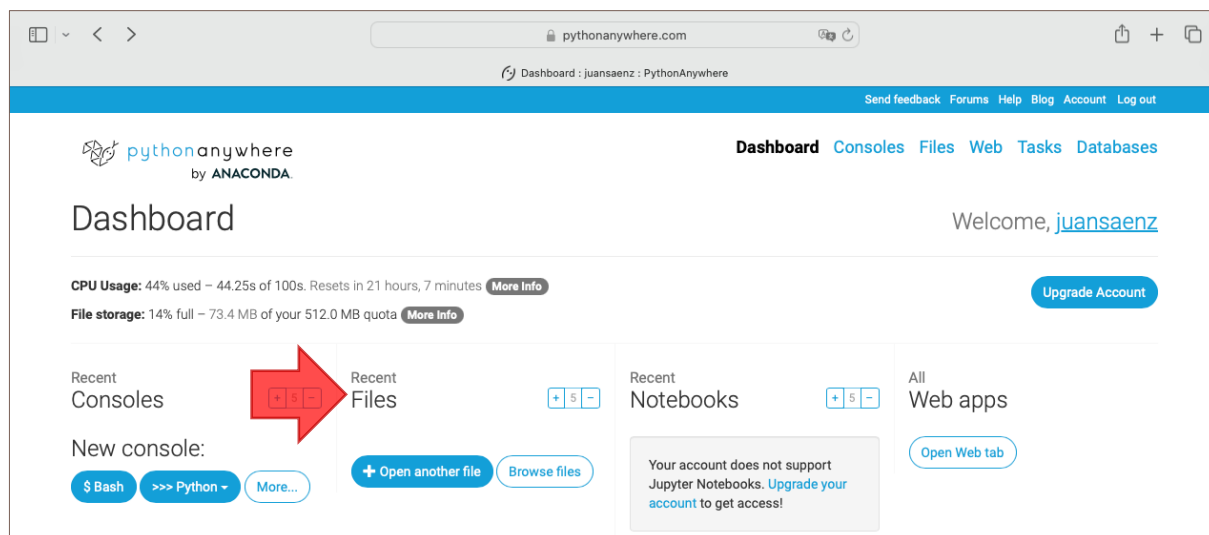 pythonanywhere.com
Dashboard : juansaenz : PythonAnywhere
Send feedback Forums Help Blog Account Log out
pythonanywhere
by ANACONDA.
Dashboard Consoles Files Web Tasks Databases
Dashboard
Welcome, juansaenz
CPU Usage: 44% used – 44.25s of 100s. Resets in 21 hours, 7 minutes More Info
File storage: 14% full – 73.4 MB of your 512.0 MB quota More Info
Upgrade Account
Recent
Consoles
+ 5 −
New console:
$ Bash >>> Python More...
Recent
Files
+ 5 −
+ Open another file Browse files
Recent
Notebooks
+ 5 −
Your account does not support
Jupyter Notebooks. Upgrade your
account to get access!
All
Web apps
Open Web tab